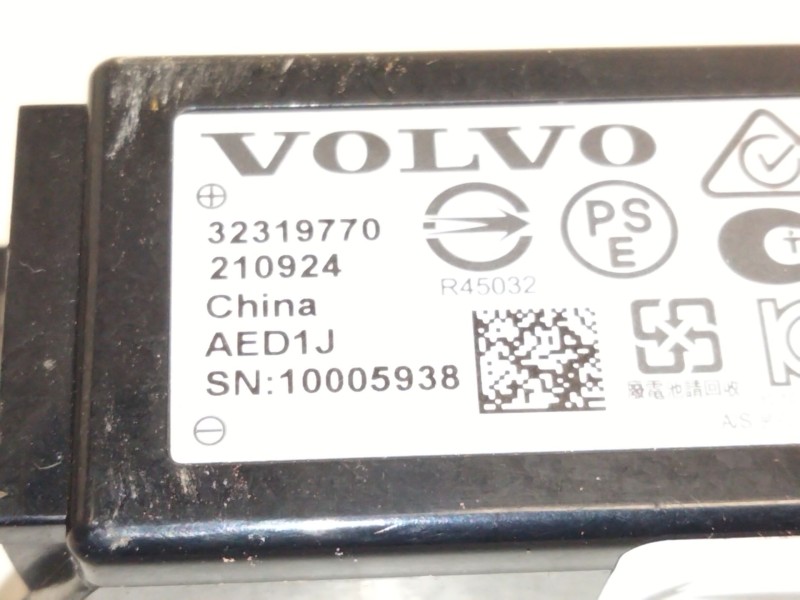 VOLVO
32319770
210924
China
AED1J
SN:10005938
R45032
PS
E
廢電池請回收